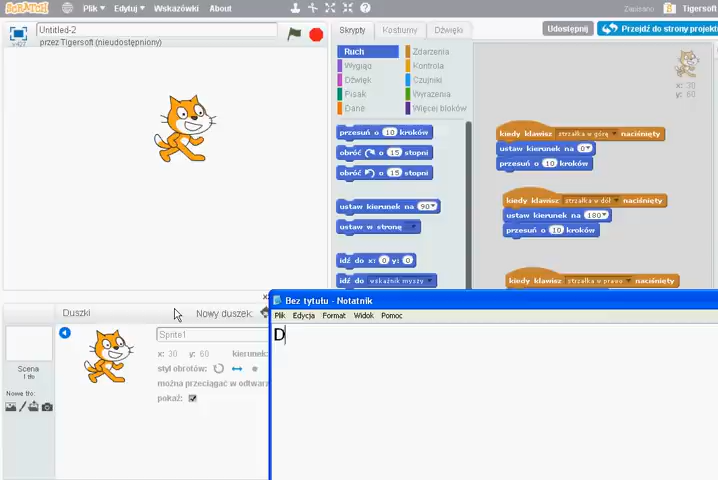 SCRATCH Plik Edytuj Wskazówki About Zapisano Tigersoft
Untitled-2
przez Tigersoft (nieudostępniony)
Skrypty Kostiumy Dźwięki
Udostępnij Przejdź do strony projektu
Ruch Zdarzenia
Wygląd Kontrola
Dźwięk Czujniki
Pisak Wyrażenia
Dane Więcej bloków
x: 30
y: 60
przesuń o 10 kroków
obróć o 15 stopni
obróć o 15 stopni
ustaw kierunek na 90
ustaw w stronę
idź do x: 0 y: 0
idź do wskaźnik myszy
kiedy klawisz strzałka w górę naciśnięty
ustaw kierunek na 0
przesuń o 10 kroków
kiedy klawisz strzałka w dół naciśnięty
ustaw kierunek na 180
przesuń o 10 kroków
kiedy klawisz strzałka w prawo naciśnięty
Duszki Nowy duszek:
Scena
1 tło
Nowe tło:
Sprite1
x: 30 y: 60 kierunek:
styl obrotów:
można przeciągać w odtwarz
pokaż:
Bez tytułu - Notatnik
Plik Edycja Format Widok Pomoc
D